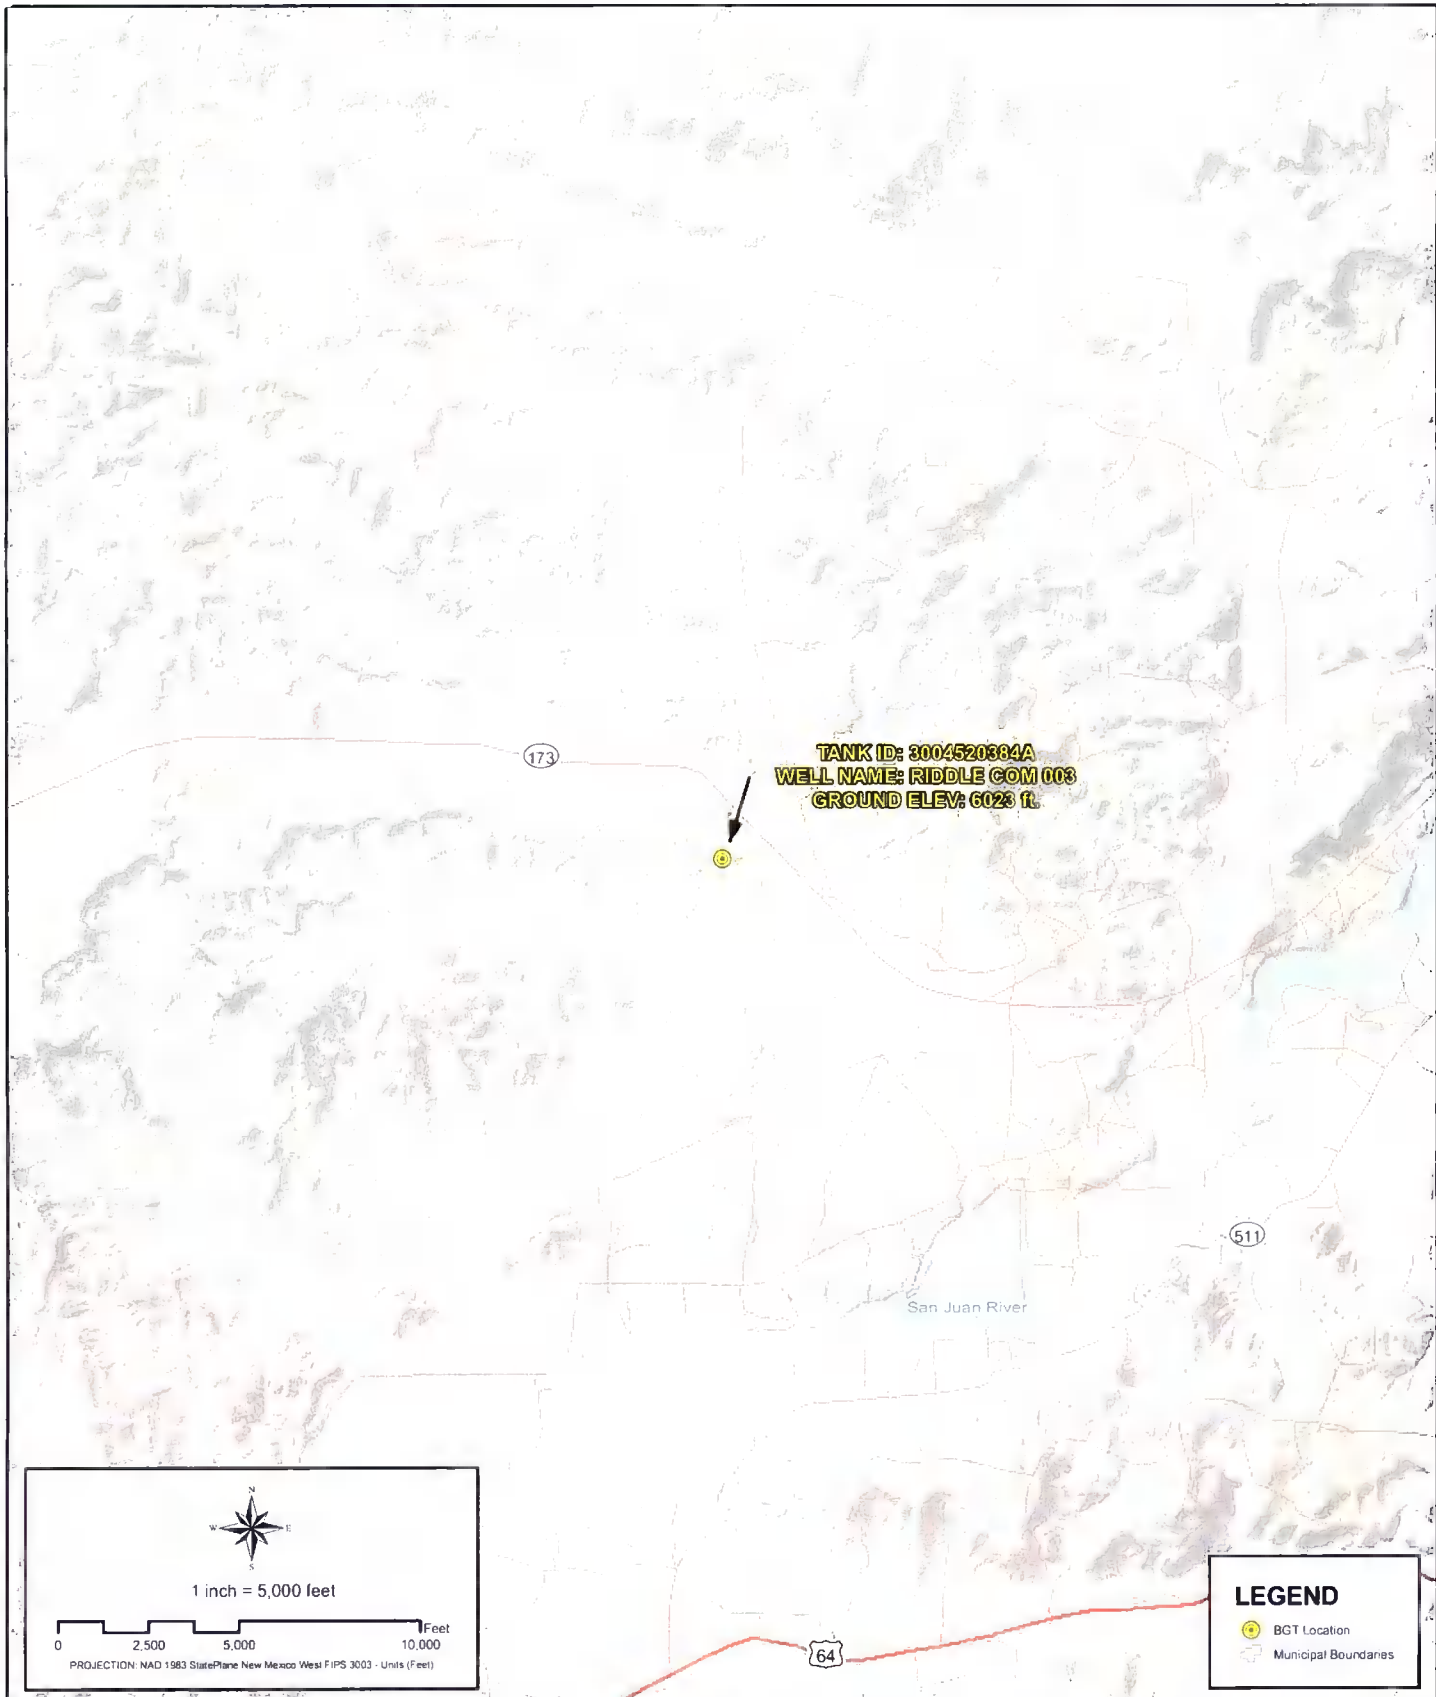 173
TANK ID: 3004520384A
WELL NAME: RIDDLE COM 003
GROUND ELEV: 6023 ft.
511
San Juan River
N
W E
S
1 inch = 5,000 feet
Feet
0 2,500 5,000 10,000
PROJECTION: NAD 1983 StatePlane New Mexico West FIPS 3003 - Units (Feet)
64
LEGEND
BGT Location
Municipal Boundaries